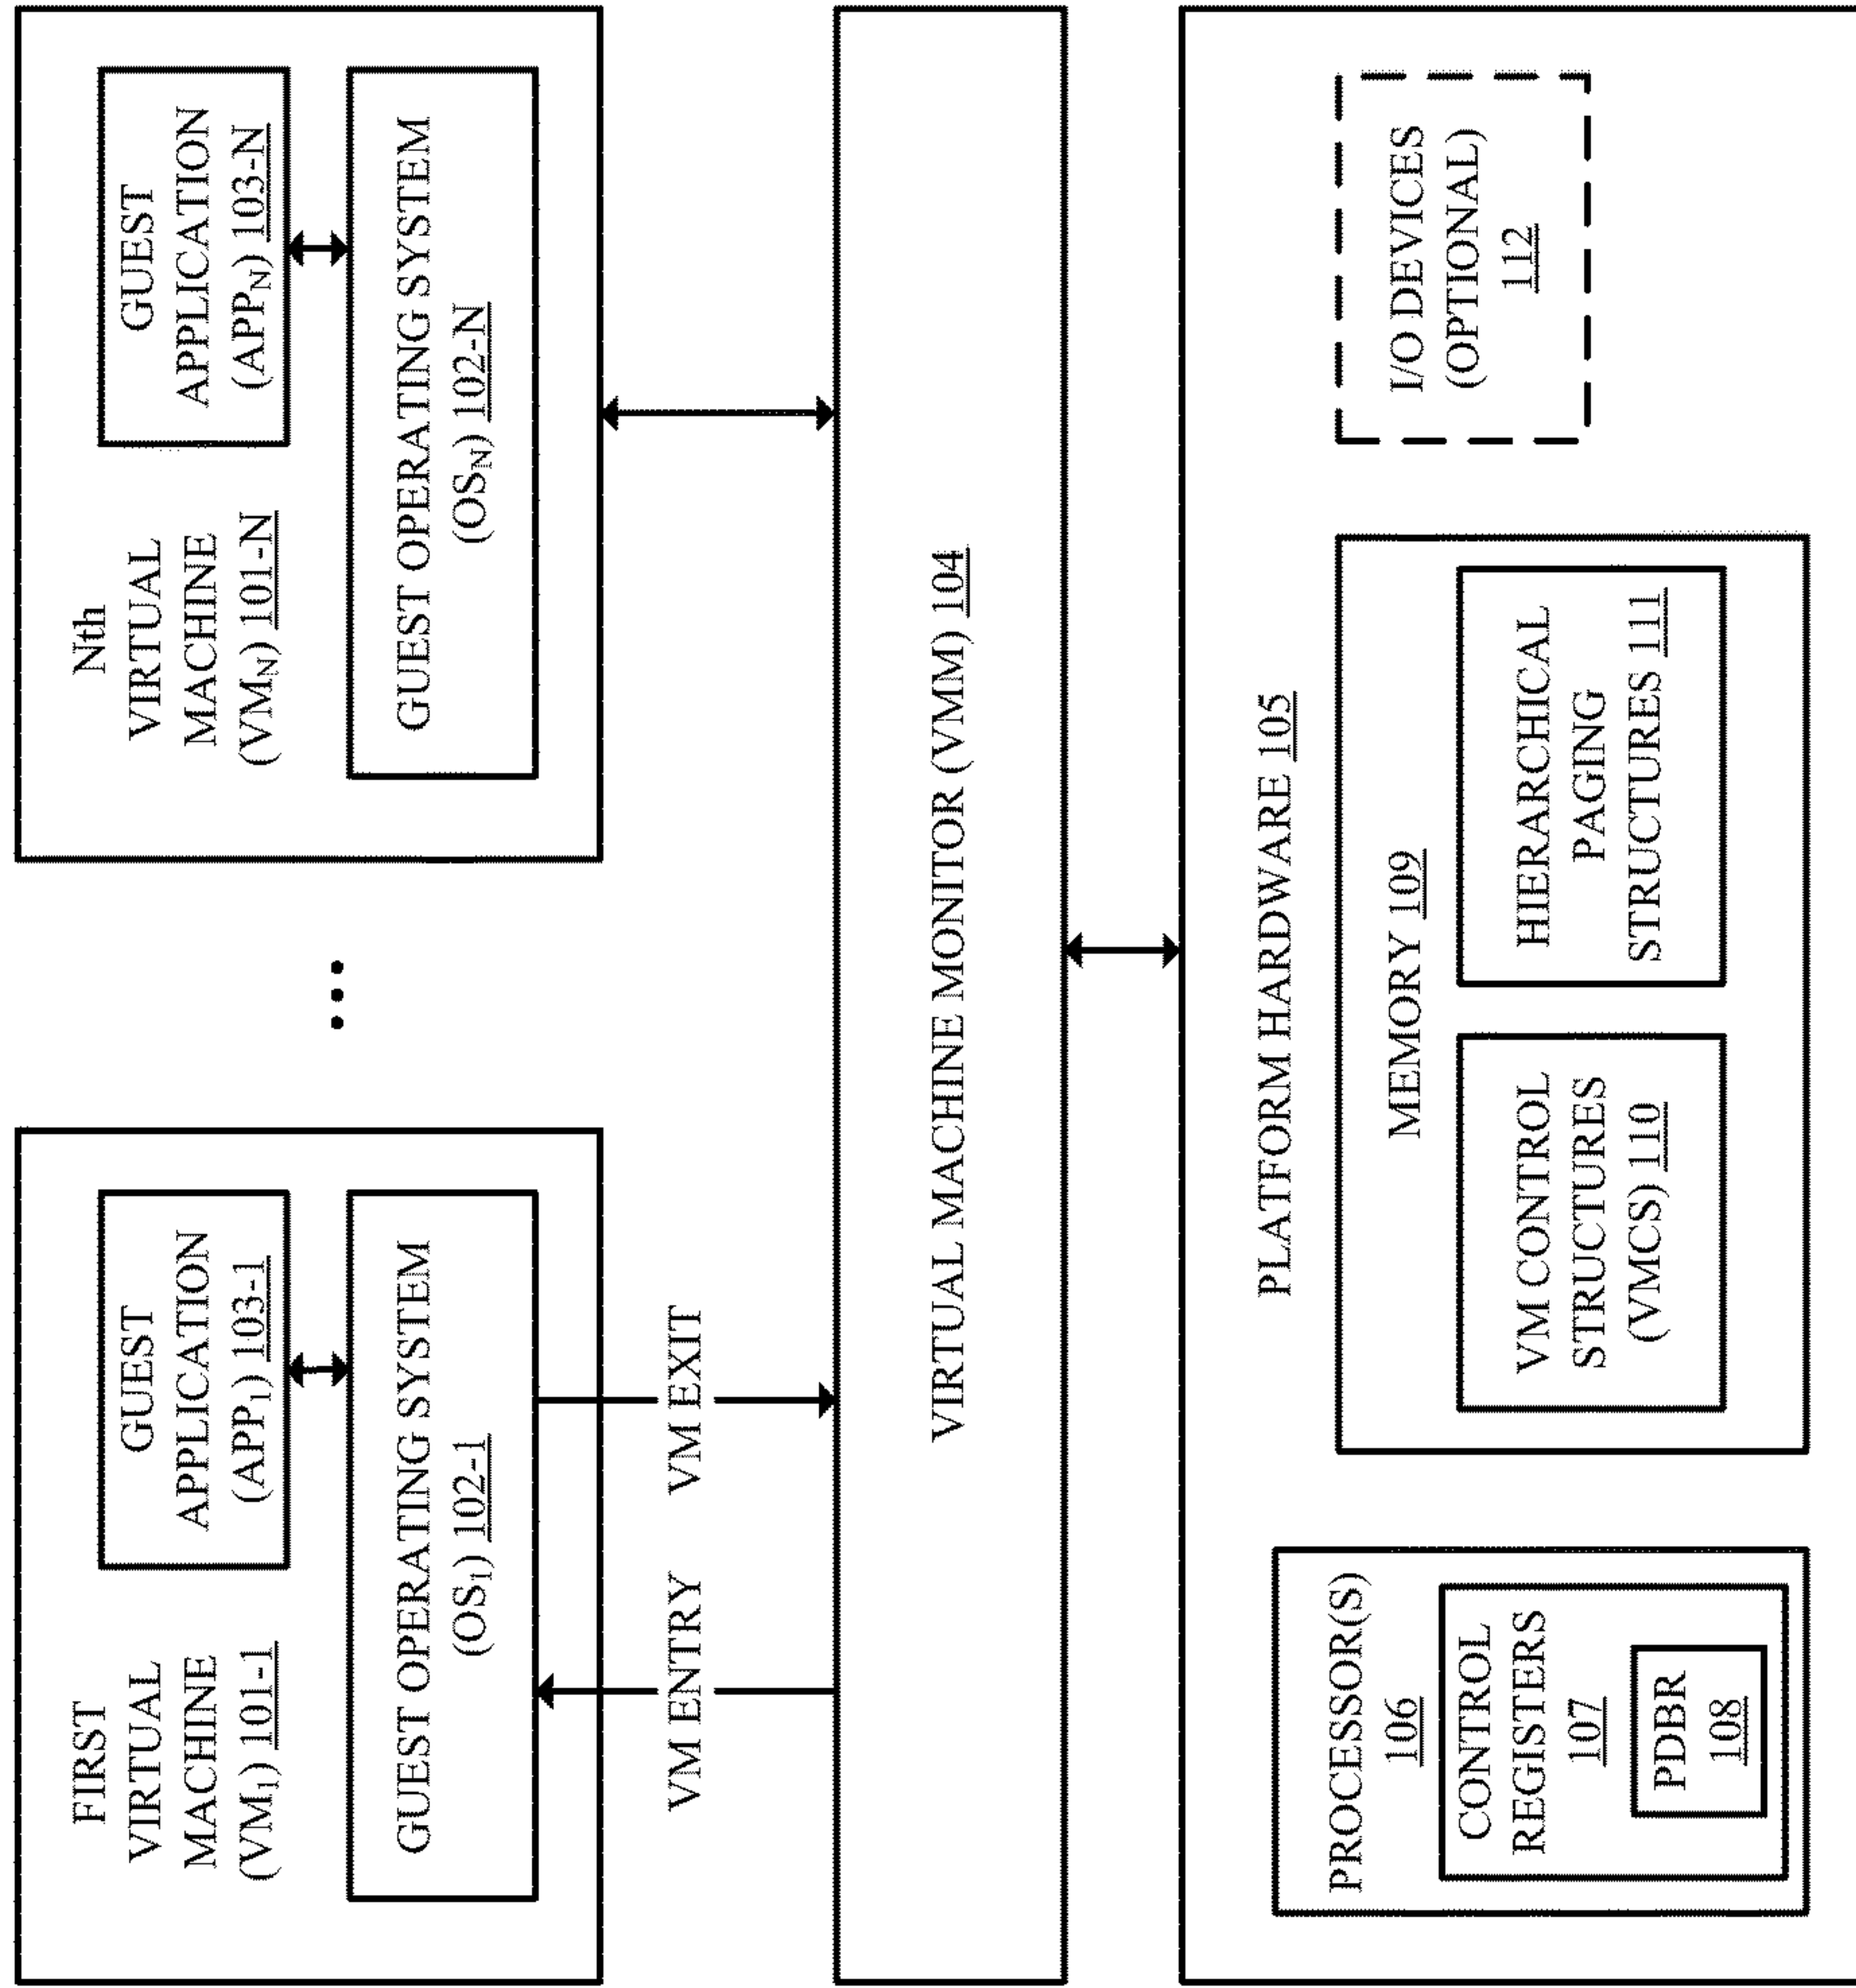 FIRST
VIRTUAL
MACHINE
(VM₁) 101-1
GUEST
APPLICATION
(APP₁) 103-1
GUEST OPERATING SYSTEM
(OS₁) 102-1
...
Nth
VIRTUAL
MACHINE
(VM_N) 101-N
GUEST
APPLICATION
(APP_N) 103-N
GUEST OPERATING SYSTEM
(OS_N) 102-N
VM ENTRY
VM EXIT
VIRTUAL MACHINE MONITOR (VMM) 104
PLATFORM HARDWARE 105
PROCESSOR(S)
106
CONTROL
REGISTERS
107
PDBR
108
MEMORY 109
VM CONTROL
STRUCTURES
(VMCS) 110
HIERARCHICAL
PAGING
STRUCTURES 111
I/O DEVICES
(OPTIONAL)
112